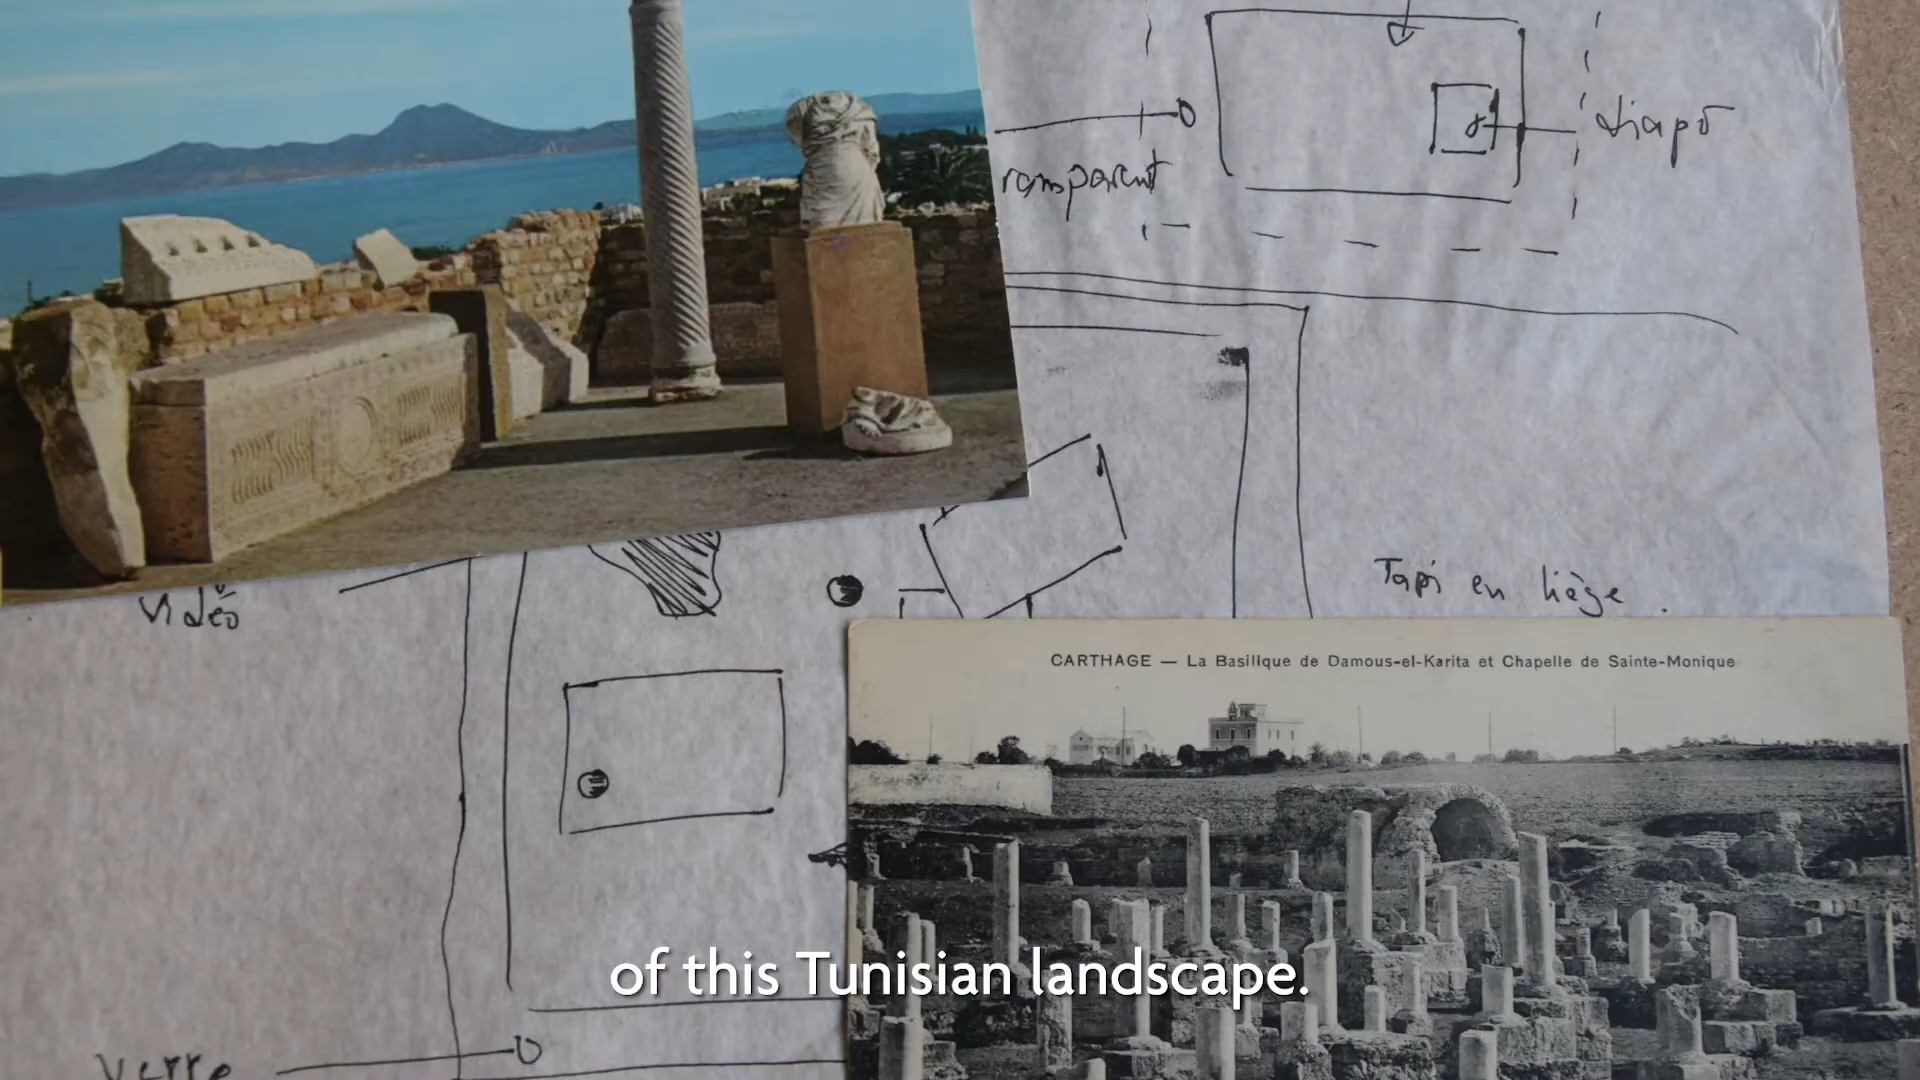 diapo
ransparent
Tapi en liège.
Vidéo
CARTHAGE — La Basilique de Damous-el-Karita et Chapelle de Sainte-Monique
of this Tunisian landscape.
Verre